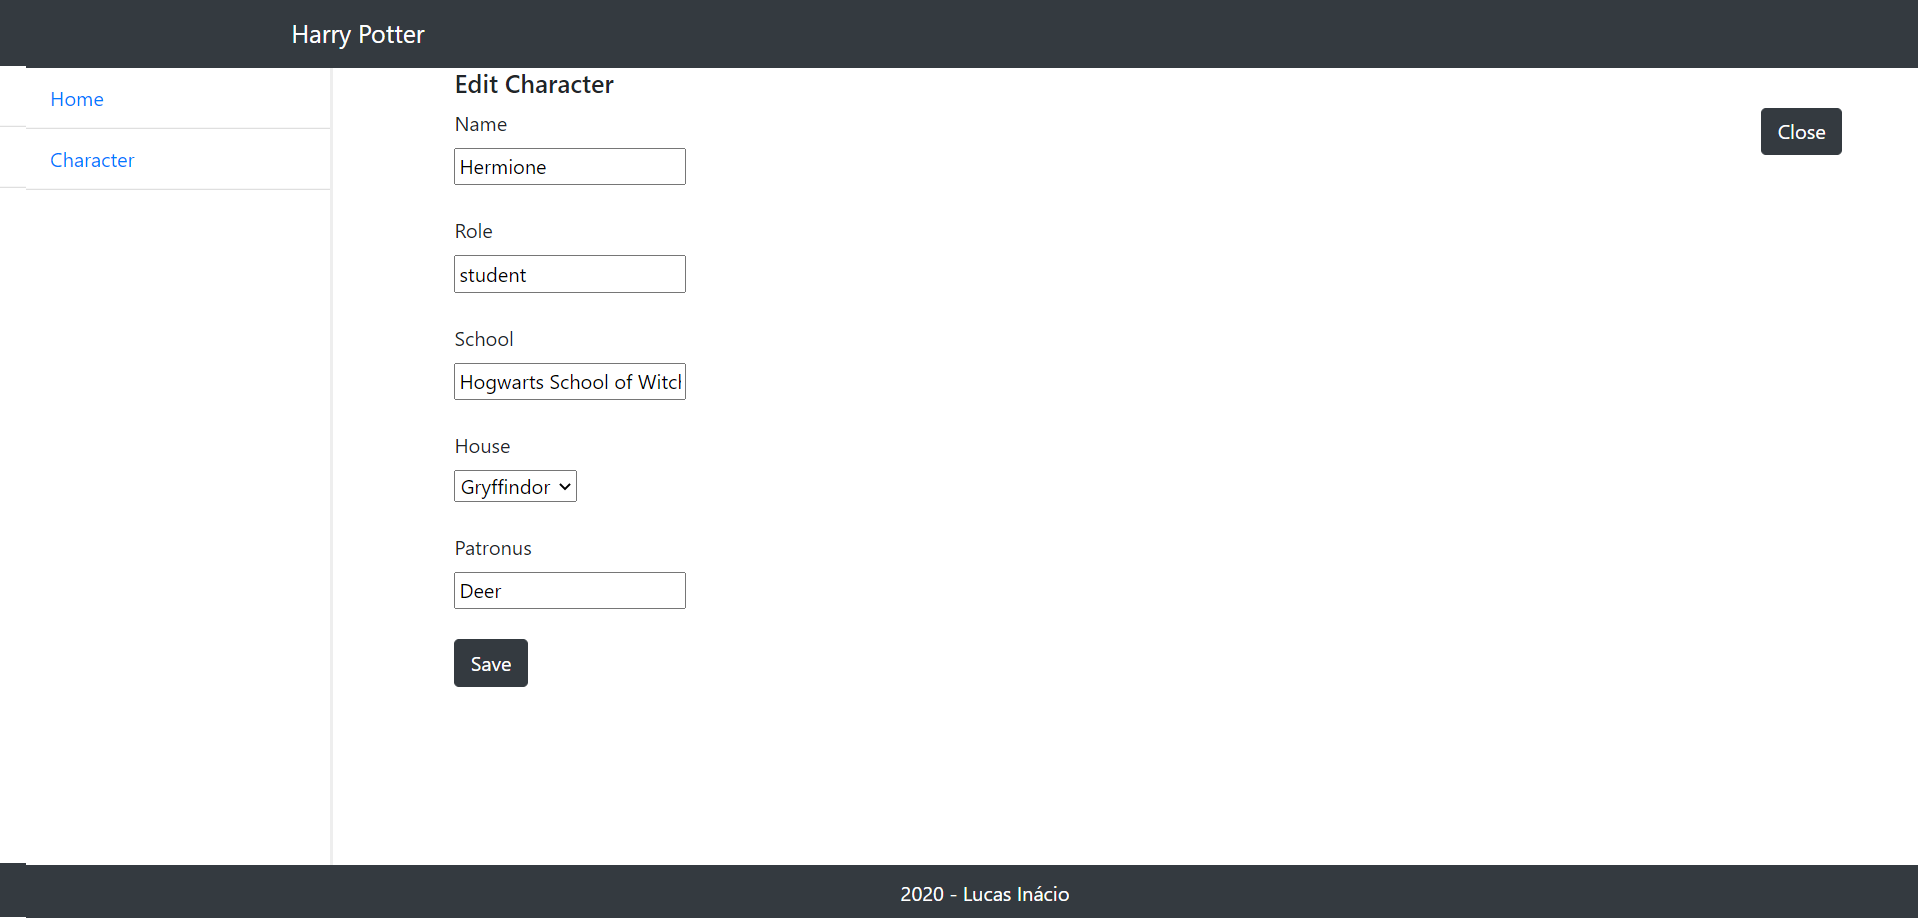 Harry Potter
Home
Character
Edit Character
Close
Name
Hermione
Role
student
School
Hogwarts School of Witch
House
Gryffindor
Patronus
Deer
Save
2020 - Lucas Inácio